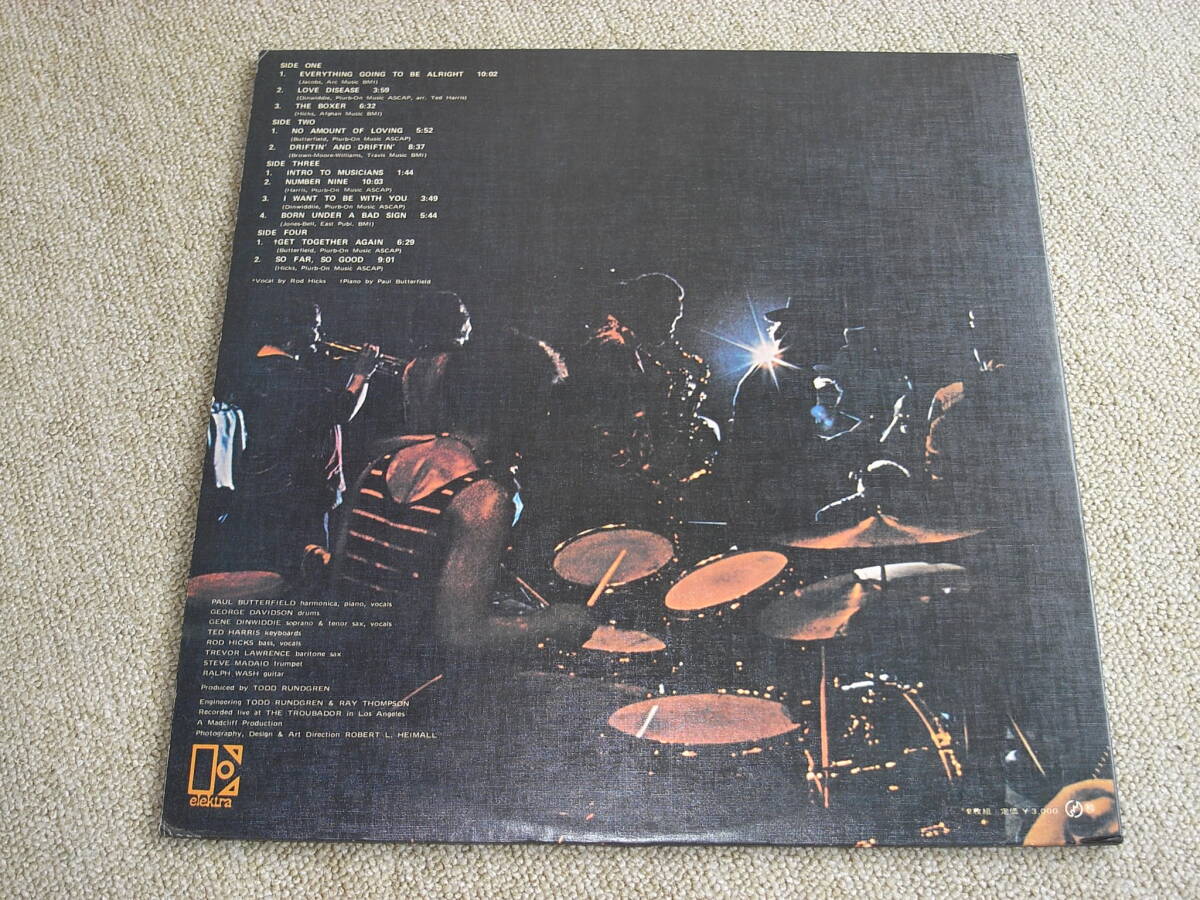 SIDE ONE
1. EVERYTHING GOING TO BE ALRIGHT 10:02
(Jacobs, Arc Music BMI)
2. LOVE DISEASE 3:59
(Dinwiddie, Plurb-On Music ASCAP, arr. Ted Harris)
3. THE BOXER 6:32
(Hicks, Afghan Music BMI)
SIDE TWO
1. NO AMOUNT OF LOVING 5:52
(Butterfield, Plurb-On Music ASCAP)
2. DRIFTIN' AND DRIFTIN' 8:37
(Brown-Moore-Williams, Travis Music BMI)
SIDE THREE
1. INTRO TO MUSICIANS 1:44
2. NUMBER NINE 10:03
(Harris, Plurb-On Music ASCAP)
3. I WANT TO BE WITH YOU 3:49
(Dinwiddie, Plurb-On Music ASCAP)
4. BORN UNDER A BAD SIGN 5:44
(Jones-Bell, East Publ. BMI)
SIDE FOUR
1. †GET TOGETHER AGAIN 6:29
(Butterfield, Plurb-On Music ASCAP)
2. SO FAR, SO GOOD 9:01
(Hicks, Plurb-On Music ASCAP)
*Vocal by Rod Hicks †Piano by Paul Butterfield
PAUL BUTTERFIELD harmonica, piano, vocals
GEORGE DAVIDSON drums
GENE DINWIDDIE soprano & tenor sax, vocals
TED HARRIS keyboards
ROD HICKS bass, vocals
TREVOR LAWRENCE baritone sax
STEVE MADAIO trumpet
RALPH WASH guitar
Produced by TODD RUNDGREN
Engineering TODD RUNDGREN & RAY THOMPSON
Recorded live at THE TROUBADOR in Los Angeles
A Madcliff Production
Photography, Design & Art Direction ROBERT L. HEIMALL
elektra
2枚組 定価 ¥3,000